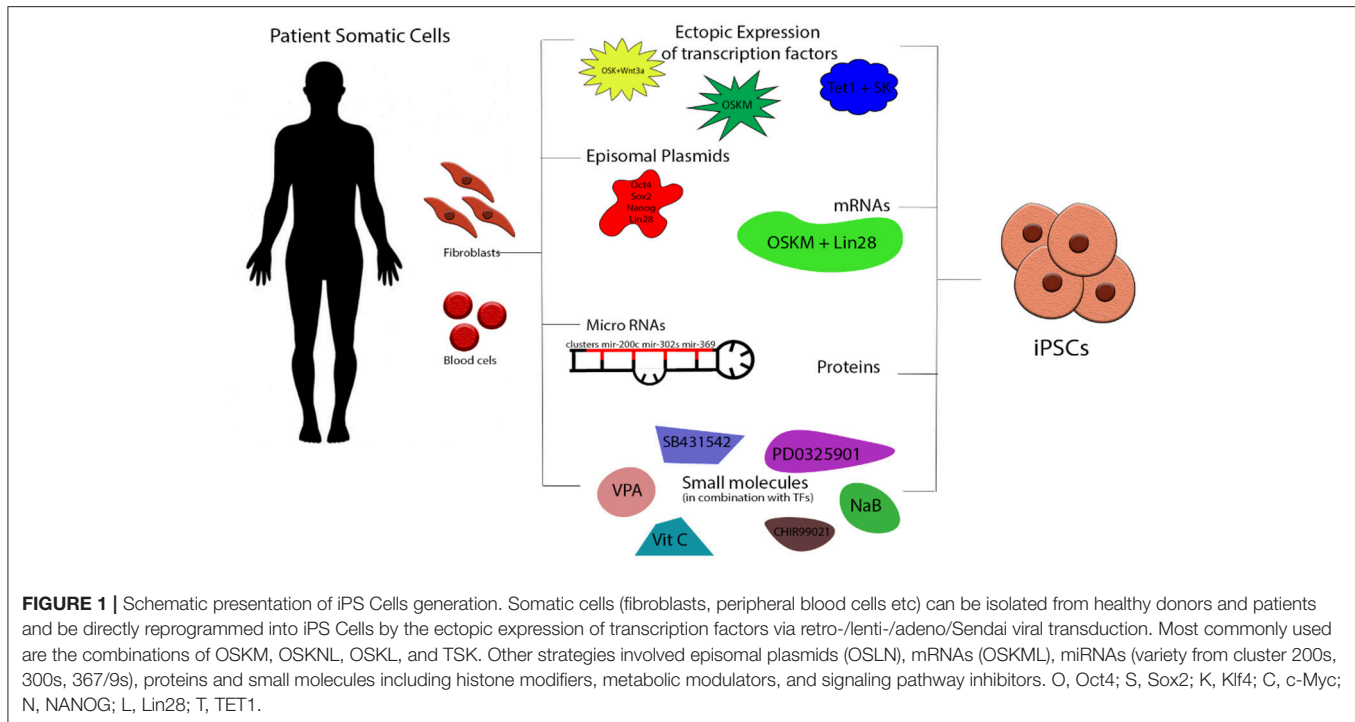 Patient Somatic Cells
Fibroblasts
Blood cels
Ectopic Expression
of transcription factors
OSK+Wnt3a
OSKM
Tet1 + SK
Episomal Plasmids
Oct4
Sox2
Nanog
Lin28
mRNAs
OSKM + Lin28
Micro RNAs
clusters mir-200c mir-302s mir-369
Proteins
SB431542
PD0325901
Small molecules
(in combination with TFs)
VPA
NaB
Vit C
CHIR99021
iPSCs
FIGURE 1 | Schematic presentation of iPS Cells generation. Somatic cells (fibroblasts, peripheral blood cells etc) can be isolated from healthy donors and patients
and be directly reprogrammed into iPS Cells by the ectopic expression of transcription factors via retro-/lenti-/adeno/Sendai viral transduction. Most commonly used
are the combinations of OSKM, OSKNL, OSKL, and TSK. Other strategies involved episomal plasmids (OSLN), mRNAs (OSKML), miRNAs (variety from cluster 200s,
300s, 367/9s), proteins and small molecules including histone modifiers, metabolic modulators, and signaling pathway inhibitors. O, Oct4; S, Sox2; K, Klf4; C, c-Myc;
N, NANOG; L, Lin28; T, TET1.